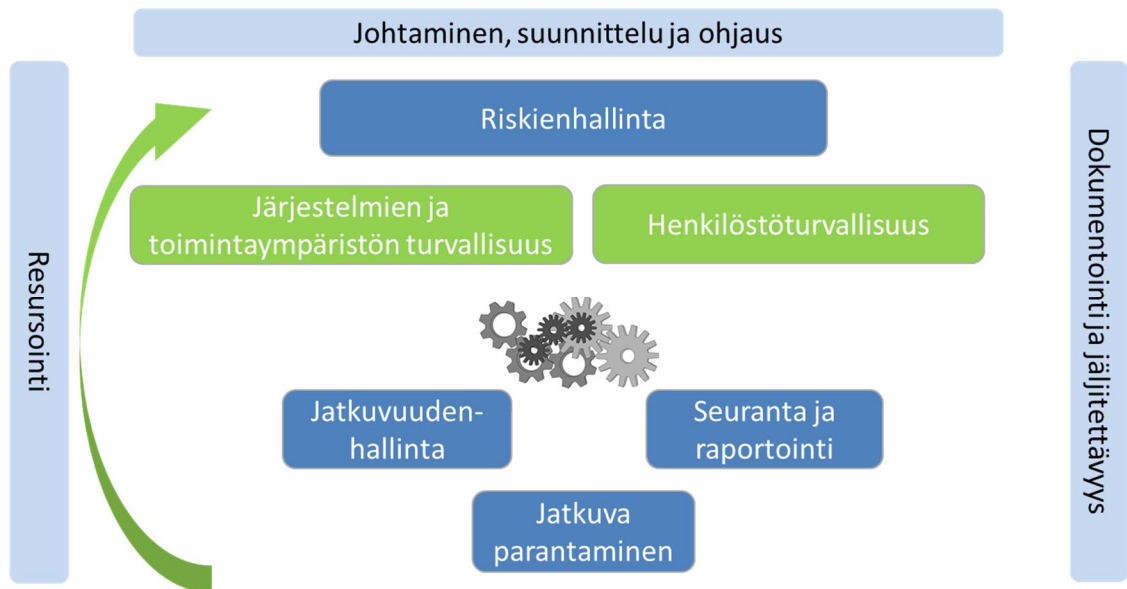 Johtaminen, suunnittelu ja ohjaus
Resursointi
Riskienhallinta
Järjestelmien ja
toimintaympäristön turvallisuus
Henkilöstöturvallisuus
Jatkuvuuden-
hallinta
Seuranta ja
raportointi
Jatkuva
parantaminen
Dokumentointi ja jäljitettävyys